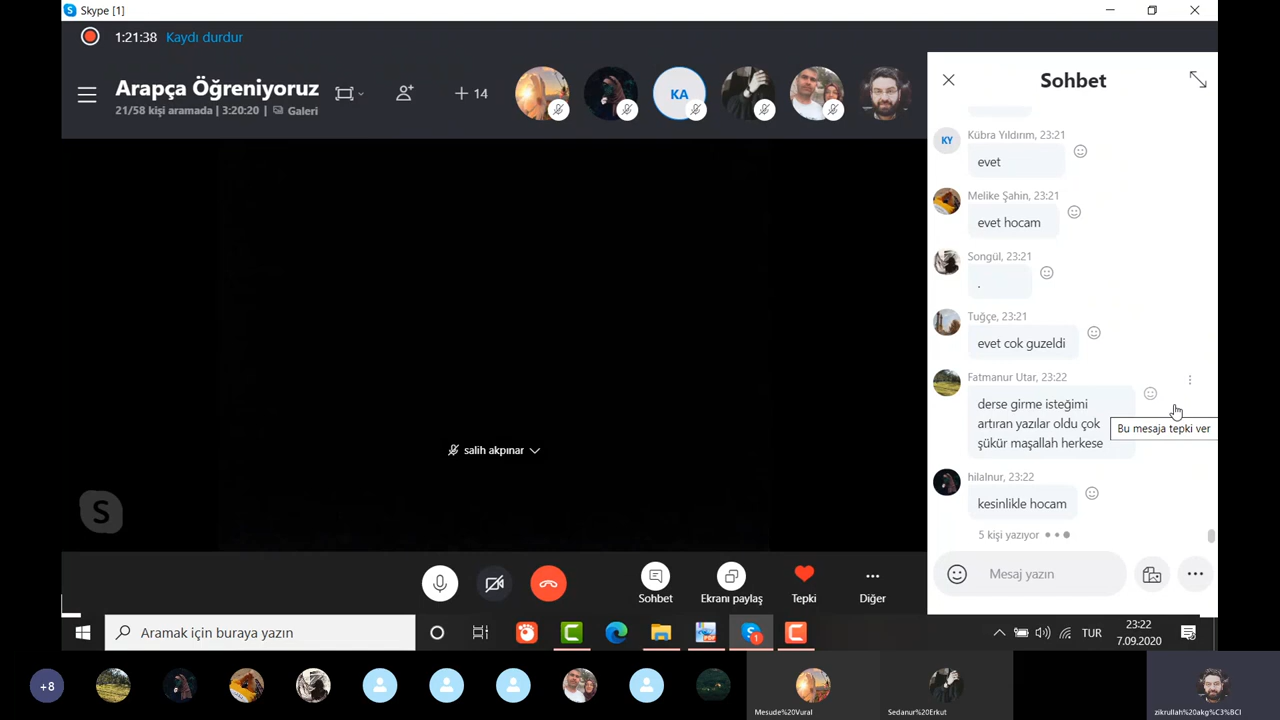 Skype [1]
1:21:38 Kaydı durdur
Arapça Öğreniyoruz
21/58 kişi aramada | 3:20:20 | Galeri
14
KA
Sohbet
KY
Kübra Yıldırım, 23:21
evet
Melike Şahin, 23:21
evet hocam
Songül, 23:21
.
Tuğçe, 23:21
evet cok guzeldi
Fatmanur Utar, 23:22
derse girme isteğimi
artıran yazılar oldu çok
şükür maşallah herkese
Bu mesaja tepki ver
hilalnur, 23:22
kesinlikle hocam
5 kişi yazıyor
Mesaj yazın
salih akpınar
S
Sohbet
Ekranı paylaş
Tepki
Diğer
Aramak için buraya yazın
PDF
1
TUR
23:22
7.09.2020
+8
Mesude%20Vural
Sedanur%20Erkut
zikrullah%20akg%C3%BCl